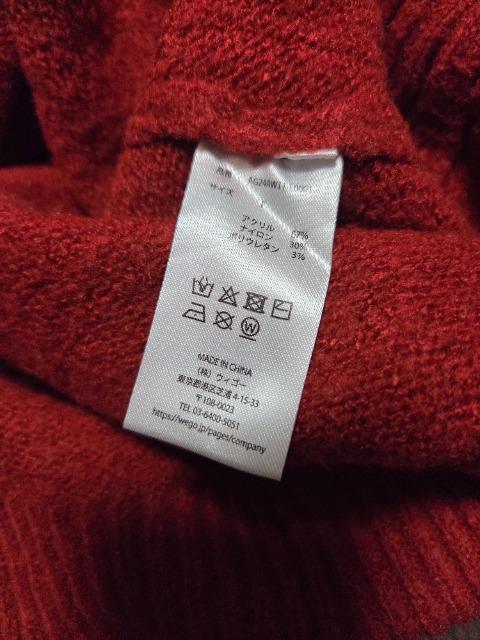 品番 AG24AW11-L0001
サイズ F
アクリル 67%
ナイロン 30%
ポリウレタン 3%
W
MADE IN CHINA
(株) ウィゴー
東京都港区芝浦4-15-33
〒108-0023
TEL 03-6400-5051
https://wego.jp/pages/company